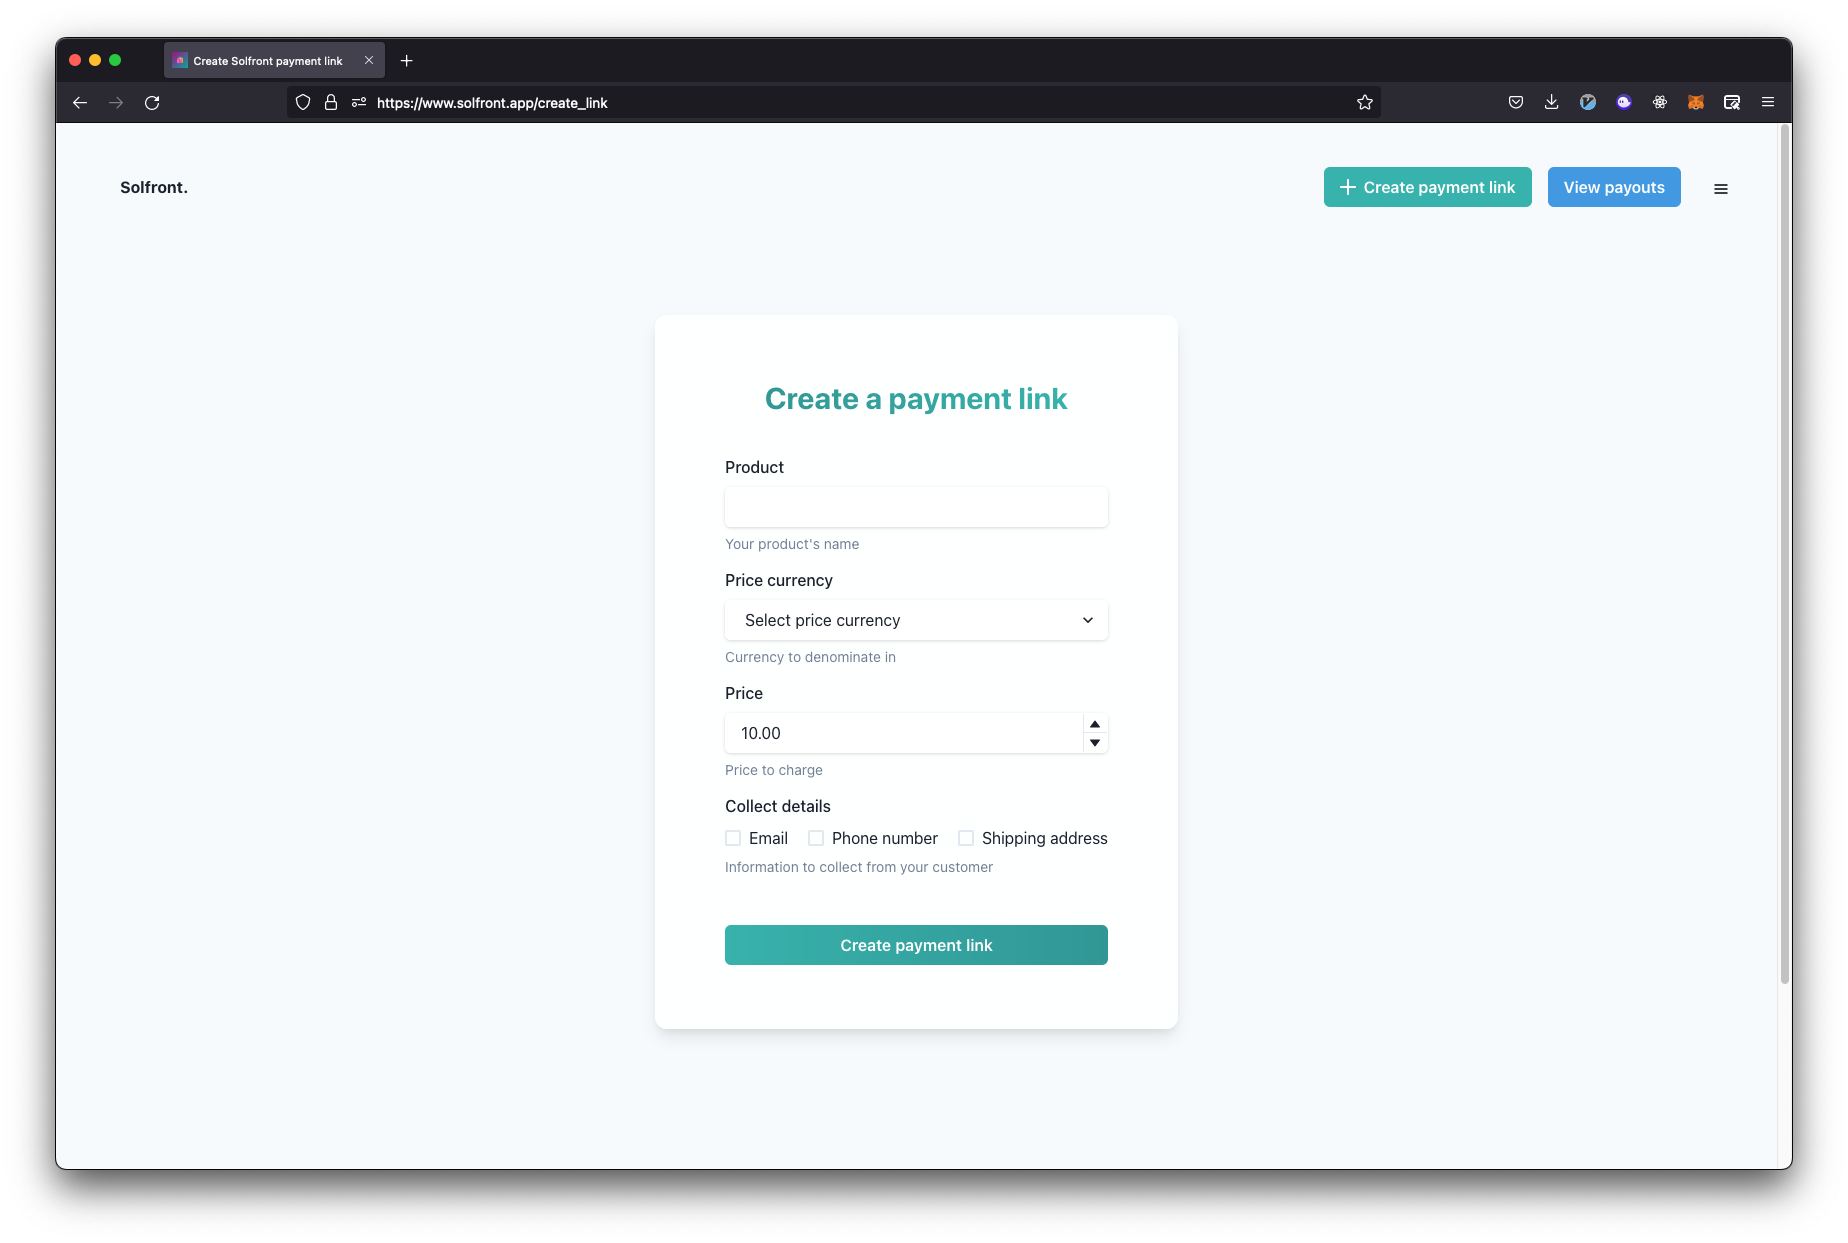 Create Solfront payment link
https://www.solfront.app/create_link
Solfront.
Create payment link
View payouts
Create a payment link
Product
Your product's name
Price currency
Select price currency
Currency to denominate in
Price
10.00
Price to charge
Collect details
Email Phone number Shipping address
Information to collect from your customer
Create payment link